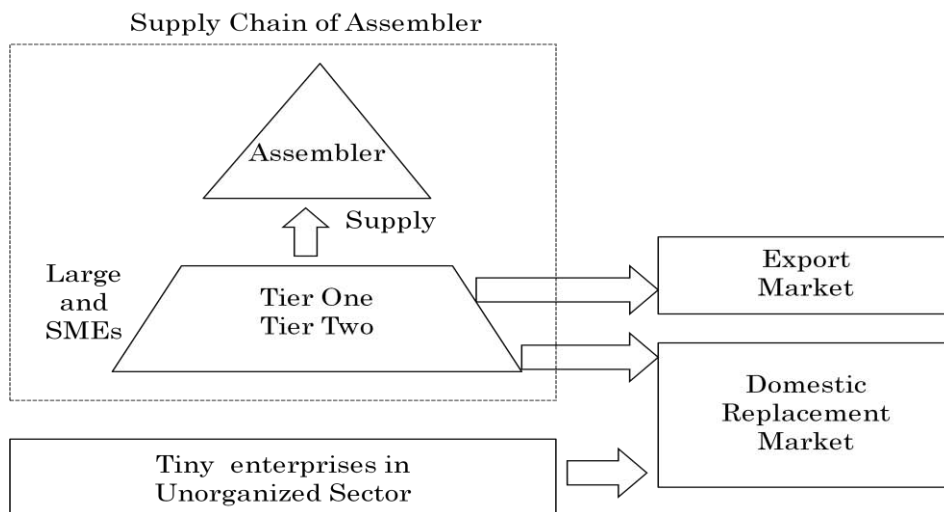 Supply Chain of Assembler
Assembler
Supply
Large
and
SMEs
Tier One
Tier Two
Export
Market
Domestic
Replacement
Market
Tiny enterprises in
Unorganized Sector